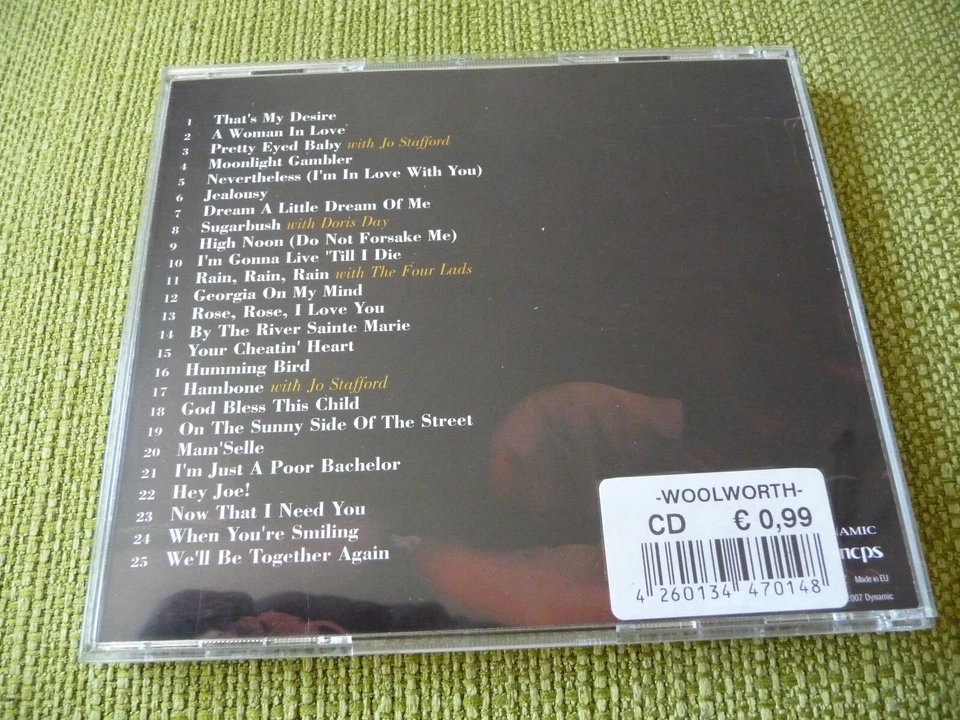 1 That's My Desire
2 A Woman In Love
3 Pretty Eyed Baby with Jo Stafford
4 Moonlight Gambler
5 Nevertheless (I'm In Love With You)
6 Jealousy
7 Dream A Little Dream Of Me
8 Sugarbush with Doris Day
9 High Noon (Do Not Forsake Me)
10 I'm Gonna Live 'Till I Die
11 Rain, Rain, Rain with The Four Lads
12 Georgia On My Mind
13 Rose, Rose, I Love You
14 By The River Sainte Marie
15 Your Cheatin' Heart
16 Humming Bird
17 Hambone with Jo Stafford
18 God Bless This Child
19 On The Sunny Side Of The Street
20 Mam'Selle
21 I'm Just A Poor Bachelor
22 Hey Joe!
23 Now That I Need You
24 When You're Smiling
25 We'll Be Together Again
-WOOLWORTH-
CD € 0,99
4 260134 470148
AMIC
mcps
Made in EU
2007 Dynamic